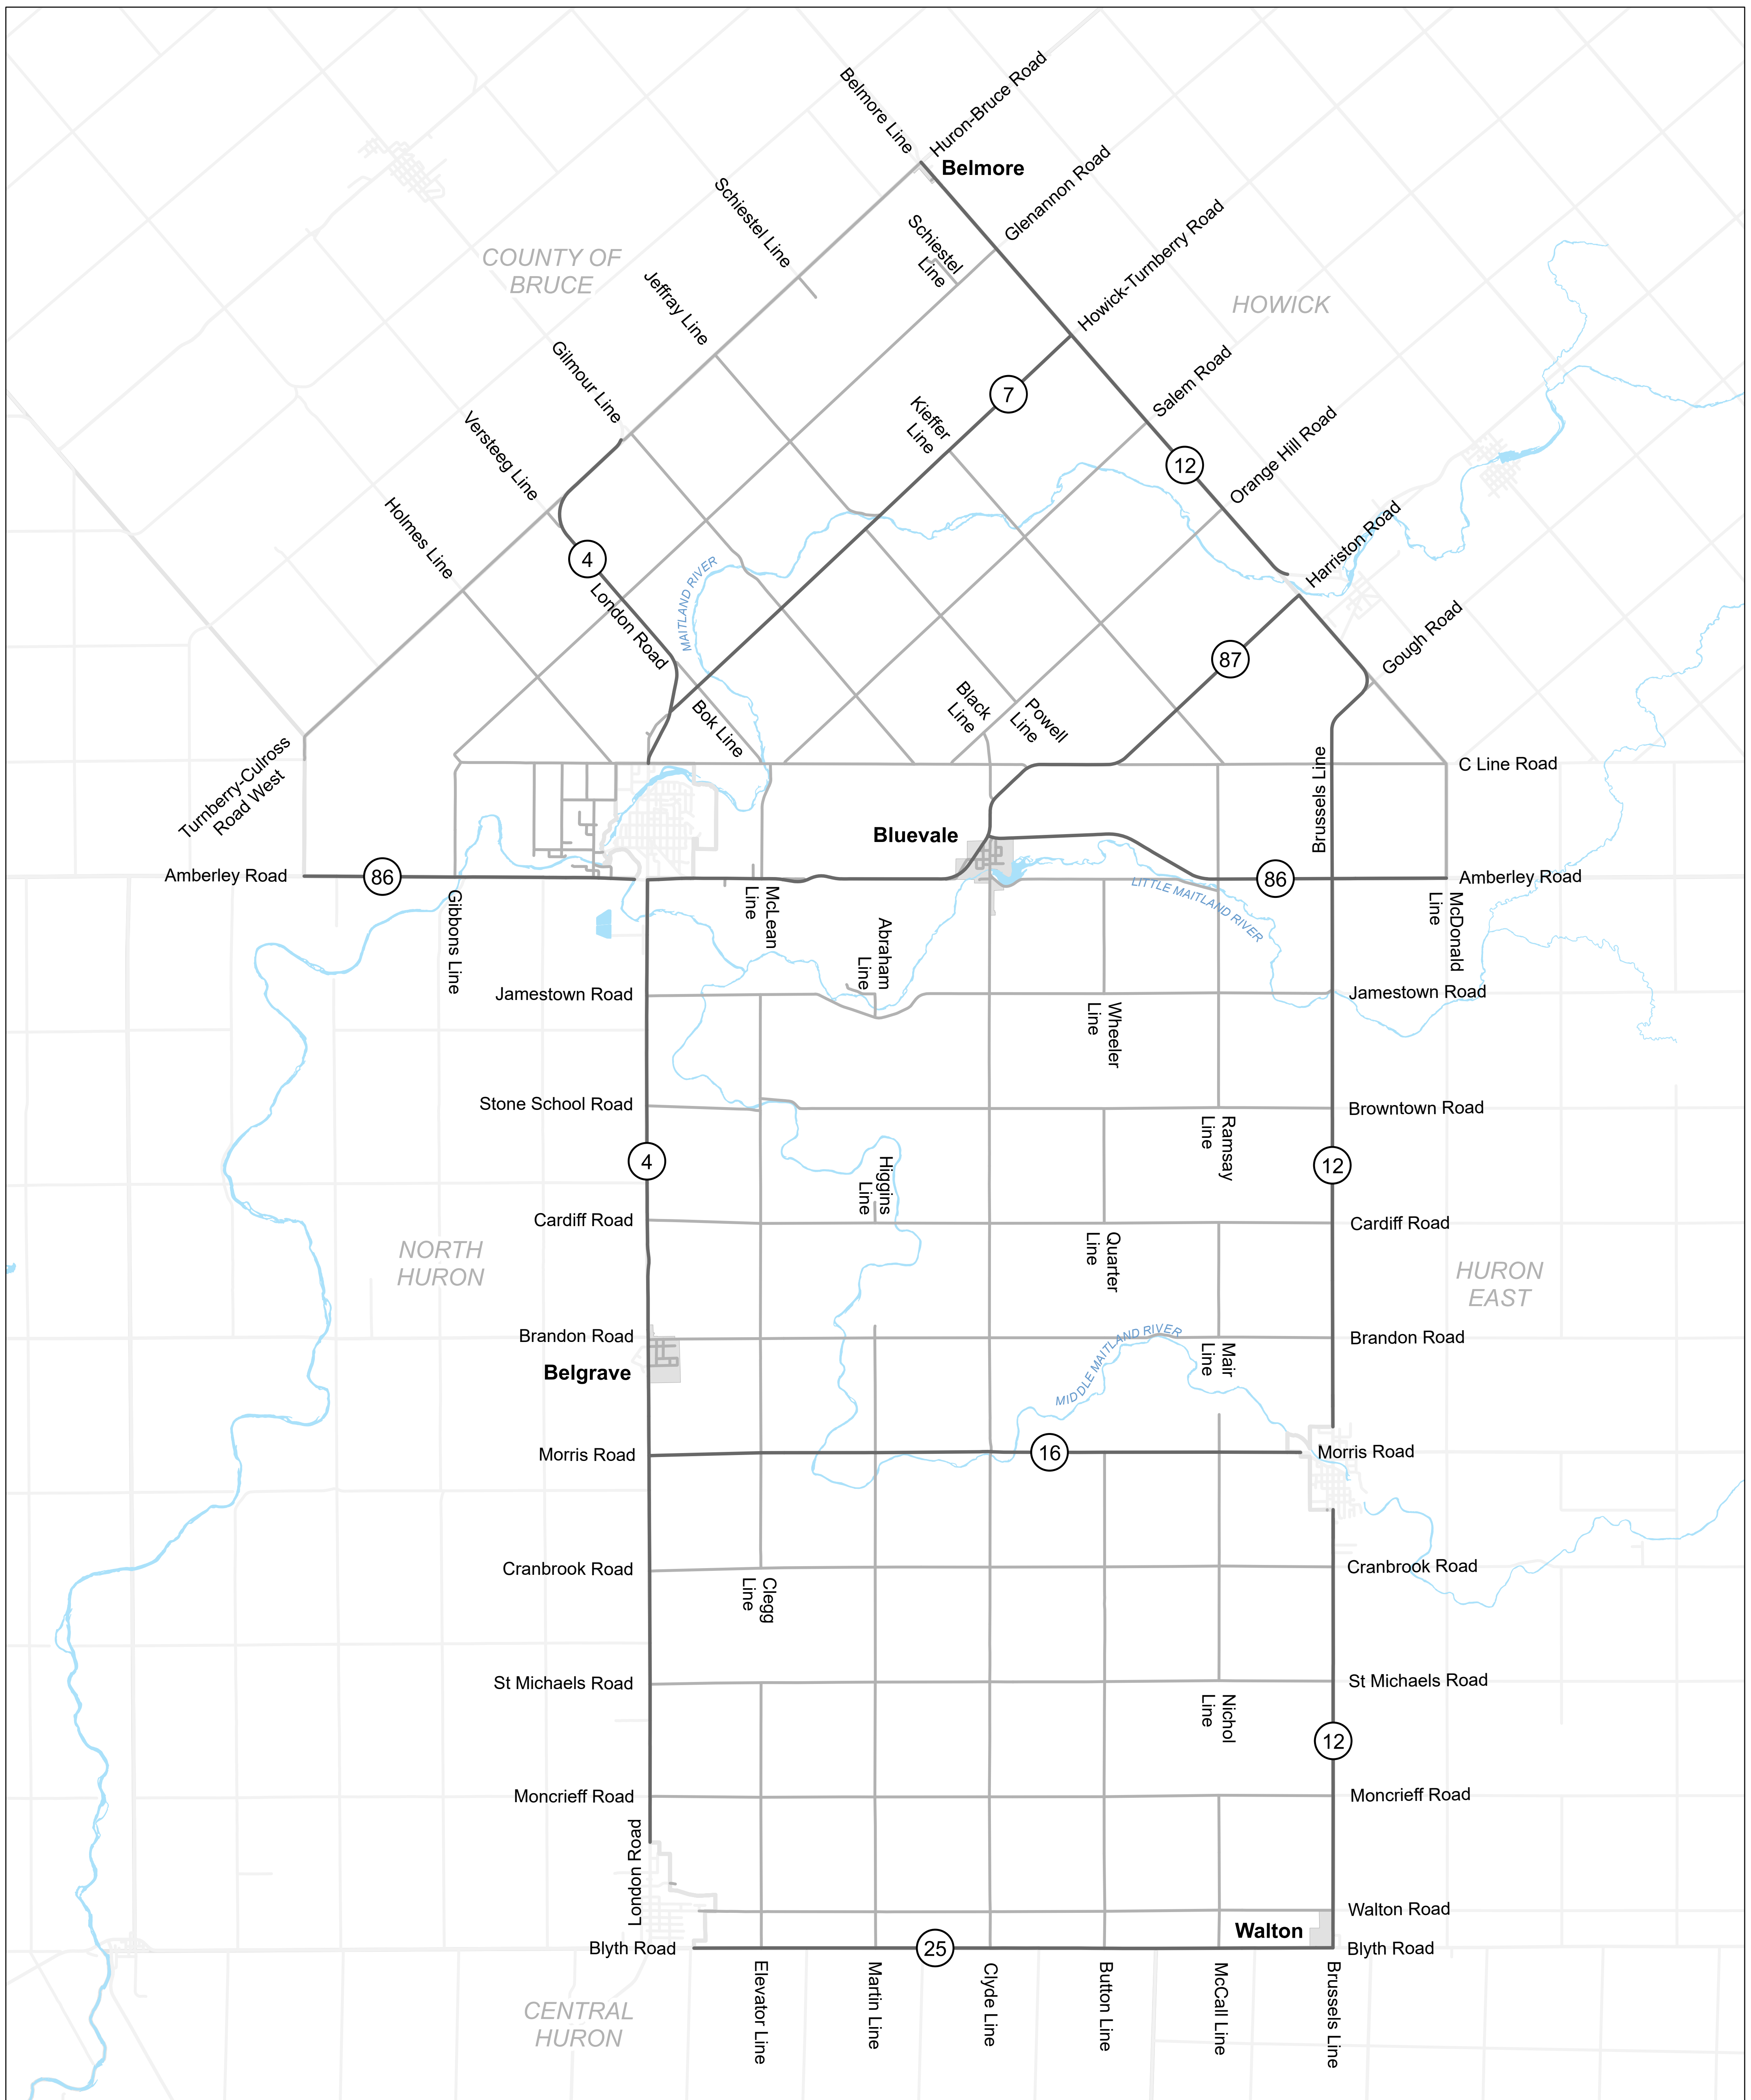 Belmore Line
Huron-Bruce Road
Belmore
Schiestel Line
Schiestel
Line
Glenannon Road
COUNTY OF
BRUCE
Howick-Turnberry Road
HOWICK
Jeffray Line
Gilmour Line
7
Kieffer
Line
Salem Road
12
Orange Hill Road
Versteeg Line
Holmes Line
4
London Road
MAITLAND RIVER
Harriston Road
87
Gough Road
Bok Line
Black
Line
Powell
Line
Turnberry-Culross
Road West
Brussels Line
C Line Road
Bluevale
Amberley Road
86
86
Amberley Road
Gibbons Line
McLean
Line
Abraham
Line
LITTLE MAITLAND RIVER
McDonald
Line
Jamestown Road
Jamestown Road
Wheeler
Line
Stone School Road
Browntown Road
Ramsay
Line
4
12
Higgins
Line
Cardiff Road
Cardiff Road
NORTH
HURON
Quarter
Line
HURON
EAST
Brandon Road
Brandon Road
Belgrave
MIDDLE MAITLAND RIVER
Mair
Line
Morris Road
16
Morris Road
Cranbrook Road
Cranbrook Road
Clegg
Line
St Michaels Road
St Michaels Road
Nichol
Line
12
Moncrieff Road
Moncrieff Road
London Road
Walton Road
Walton
Blyth Road
25
Blyth Road
Elevator Line
Martin Line
Clyde Line
Button Line
McCall Line
Brussels Line
CENTRAL
HURON